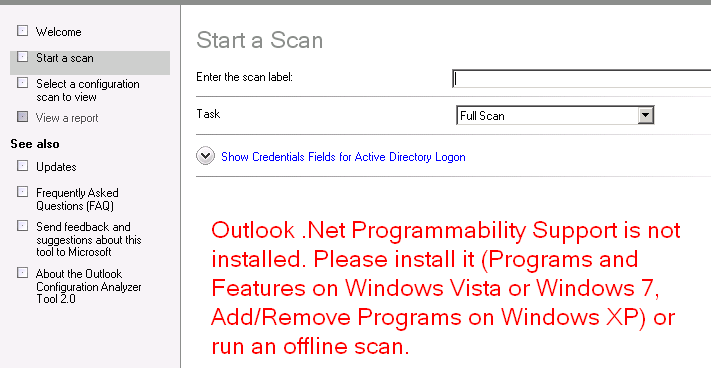 Welcome
Start a scan
Select a configuration
scan to view
View a report
See also
Updates
Frequently Asked
Questions (FAQ)
Send feedback and
suggestions about this
tool to Microsoft
About the Outlook
Configuration Analyzer
Tool 2.0
Start a Scan
Enter the scan label:
Task
Full Scan
Show Credentials Fields for Active Directory Logon
Outlook .Net Programmability Support is not
installed. Please install it (Programs and
Features on Windows Vista or Windows 7,
Add/Remove Programs on Windows XP) or
run an offline scan.